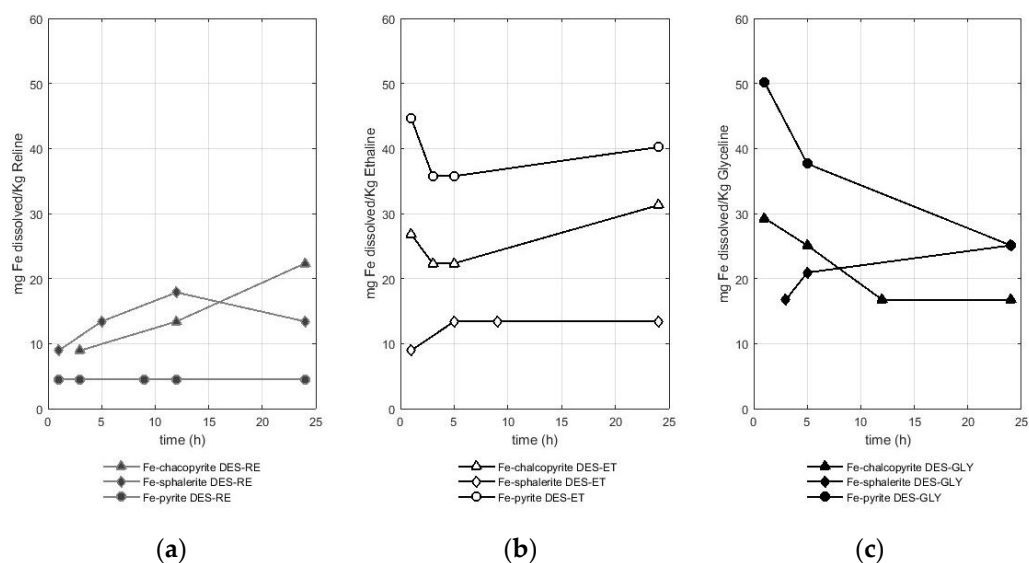 60
50
40
30
20
10
0
mg Fe dissolved/Kg Reline
0 5 10 15 20 25
time (h)
Fe-chacopyrite DES-RE
Fe-sphalerite DES-RE
Fe-pyrite DES-RE
(a)
60
50
40
30
20
10
0
mg Fe dissolved/Kg Ethaline
0 5 10 15 20 25
time (h)
Fe-chalcopyrite DES-ET
Fe-sphalerite DES-ET
Fe-pyrite DES-ET
(b)
60
50
40
30
20
10
0
mg Fe dissolved/Kg Glyceline
0 5 10 15 20 25
time (h)
Fe-chalcopyrite DES-GLY
Fe-sphalerite DES-GLY
Fe-pyrite DES-GLY
(c)